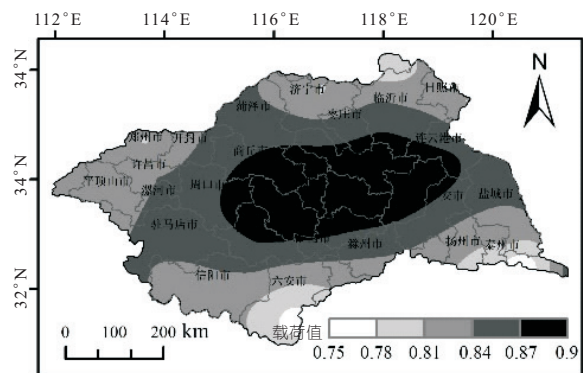 112°E 114°E 116°E 118°E 120°E
34°N
34°N
32°N
N
济宁市
日照市
临沂市
菏泽市
枣庄市
郑州市
开封市
连云港市
商丘市
许昌市
平顶山市
漯河市
周口市
安市
盐城市
驻马店市
滁州市
扬州市
泰州市
信阳市
六安市
载荷值
0 100 200 km
0.75 0.78 0.81 0.84 0.87 0.9